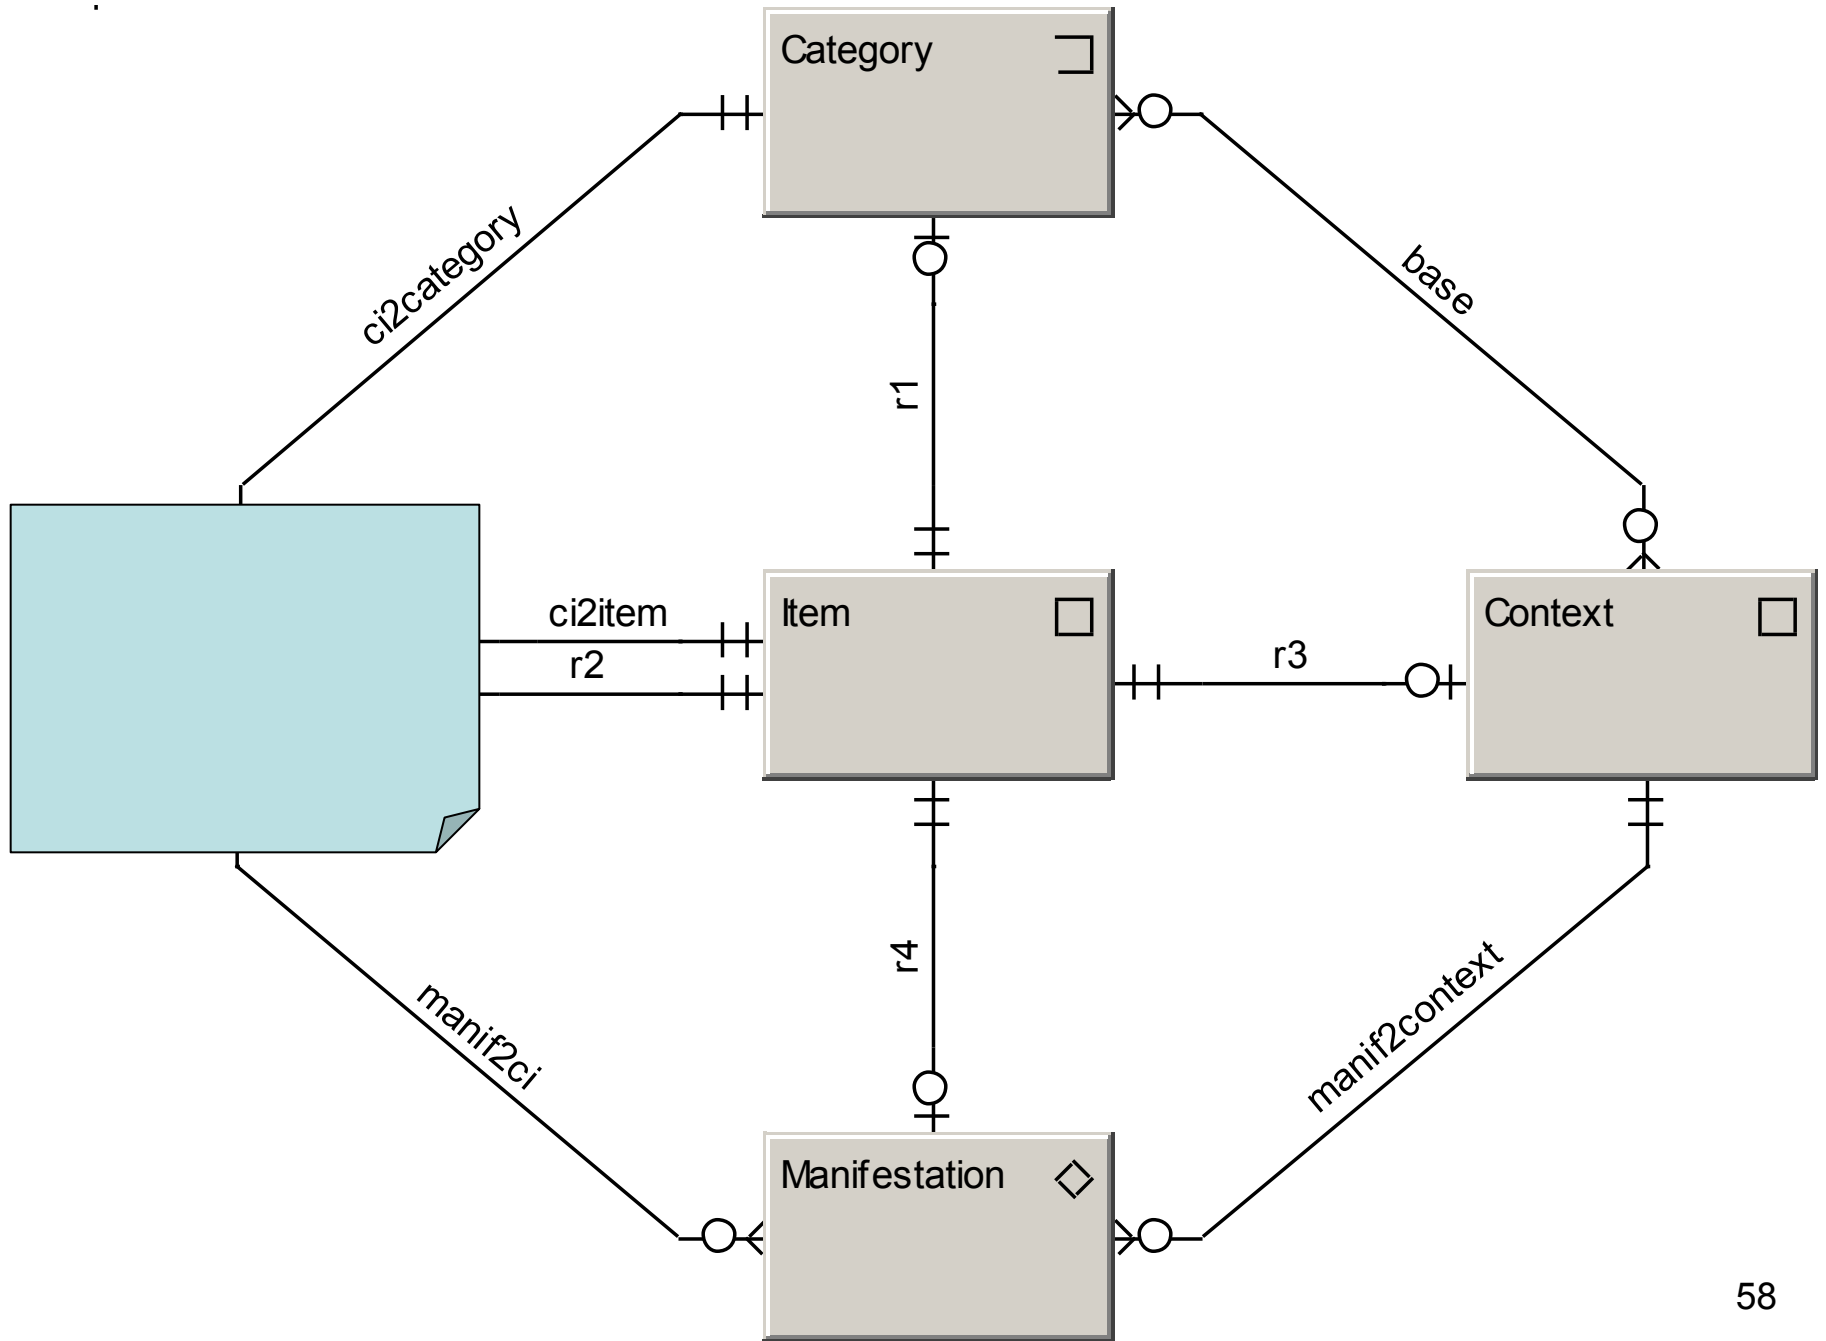 Category
ci2category
base
r1
ci2item
Item
Context
r2
r3
r4
manif2ci
manif2context
Manifestation
58